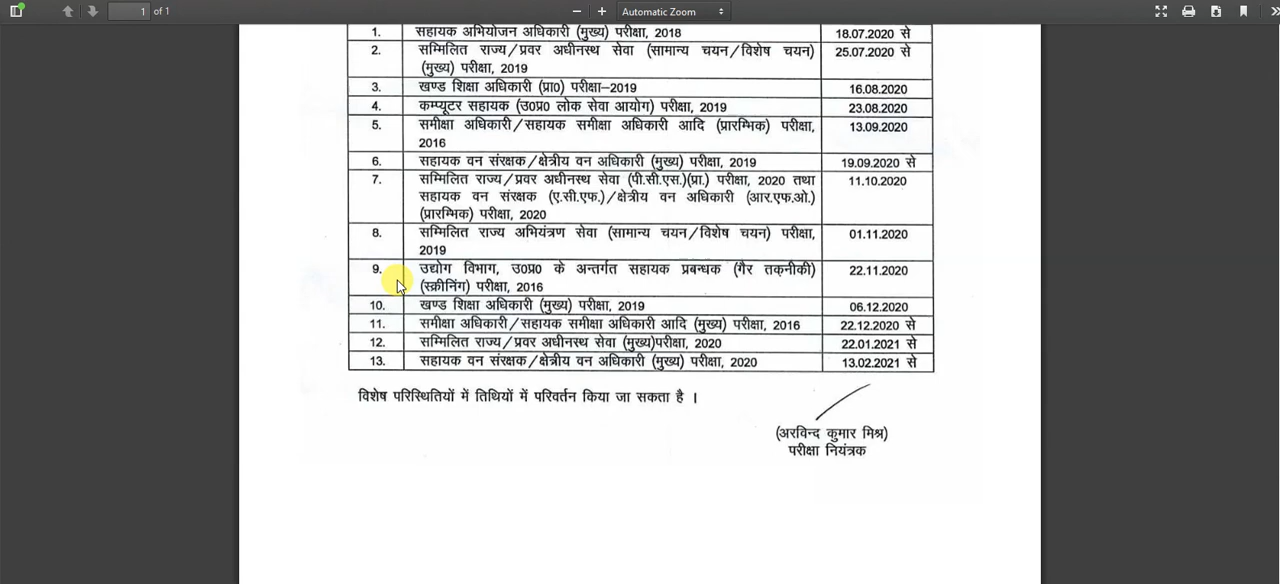 1 of 1 − + Automatic Zoom
1. सहायक अभियोजन अधिकारी (मुख्य) परीक्षा, 2018 18.07.2020 से
2. सम्मिलित राज्य/प्रवर अधीनस्थ सेवा (सामान्य चयन/विशेष चयन) 25.07.2020 से
(मुख्य) परीक्षा, 2019
3. खण्ड शिक्षा अधिकारी (प्रा0) परीक्षा–2019 16.08.2020
4. कम्प्यूटर सहायक (उ0प्र0 लोक सेवा आयोग) परीक्षा, 2019 23.08.2020
5. समीक्षा अधिकारी/सहायक समीक्षा अधिकारी आदि (प्रारम्भिक) परीक्षा, 13.09.2020
2016
6. सहायक वन संरक्षक/क्षेत्रीय वन अधिकारी (मुख्य) परीक्षा, 2019 19.09.2020 से
7. सम्मिलित राज्य/प्रवर अधीनस्थ सेवा (पी.सी.एस.)(प्रा.) परीक्षा, 2020 तथा 11.10.2020
सहायक वन संरक्षक (ए.सी.एफ.)/क्षेत्रीय वन अधिकारी (आर.एफ.ओ.)
(प्रारम्भिक) परीक्षा, 2020
8. सम्मिलित राज्य अभियंत्रण सेवा (सामान्य चयन/विशेष चयन) परीक्षा, 01.11.2020
2019
9. उद्योग विभाग, उ0प्र0 के अन्तर्गत सहायक प्रबन्धक (गैर तकनीकी) 22.11.2020
(स्क्रीनिंग) परीक्षा, 2016
10. खण्ड शिक्षा अधिकारी (मुख्य) परीक्षा, 2019 06.12.2020
11. समीक्षा अधिकारी/सहायक समीक्षा अधिकारी आदि (मुख्य) परीक्षा, 2016 22.12.2020 से
12. सम्मिलित राज्य/प्रवर अधीनस्थ सेवा (मुख्य)परीक्षा, 2020 22.01.2021 से
13. सहायक वन संरक्षक/क्षेत्रीय वन अधिकारी (मुख्य) परीक्षा, 2020 13.02.2021 से
विशेष परिस्थितियों में तिथियों में परिवर्तन किया जा सकता है ।
(अरविन्द कुमार मिश्र)
परीक्षा नियंत्रक